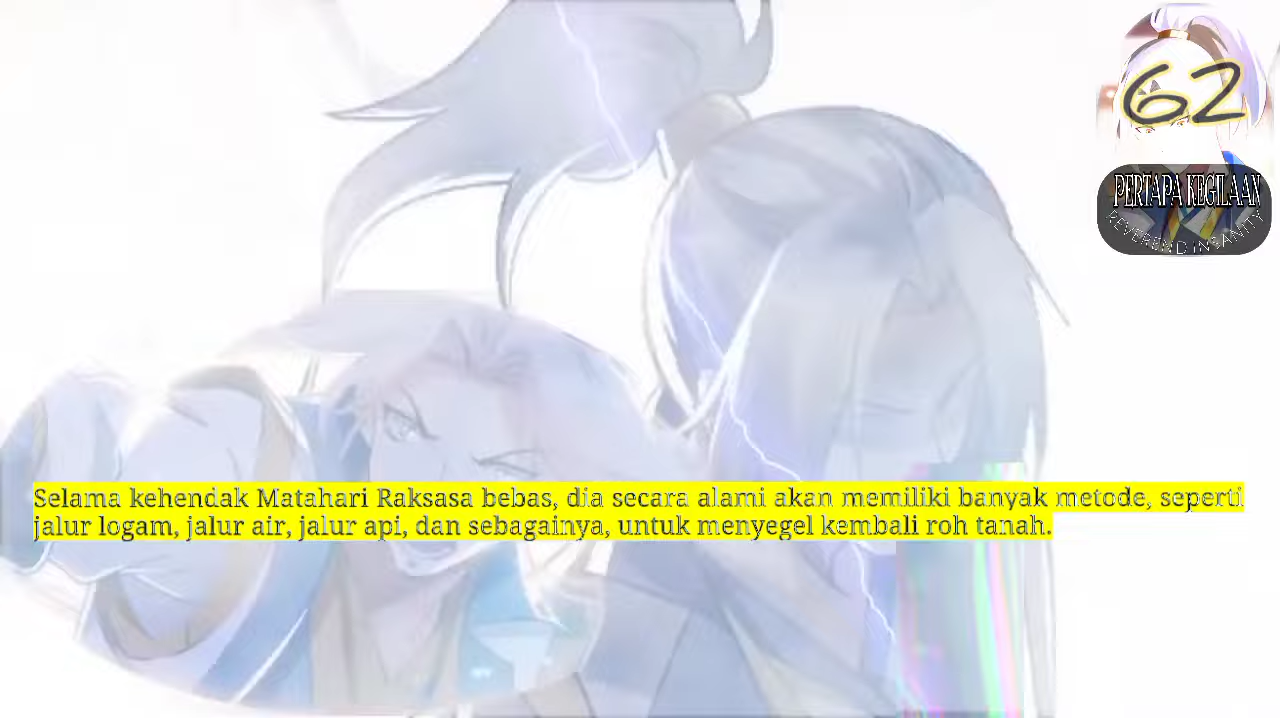 62
PERTAPA KEGILAAN
REVEREND INSANITY
Selama kehendak Matahari Raksasa bebas, dia secara alami akan memiliki banyak metode, seperti
jalur logam, jalur air, jalur api, dan sebagainya, untuk menyegel kembali roh tanah.